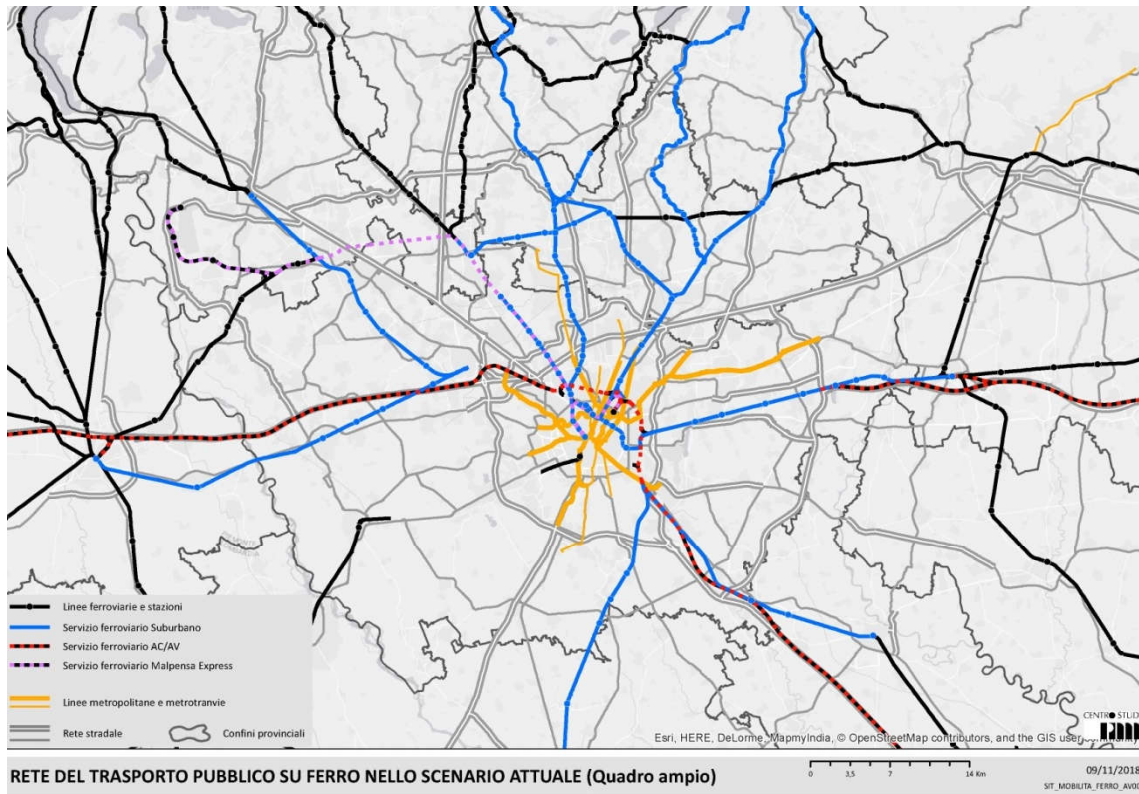 Linee ferroviarie e stazioni
Servizio ferroviario Suburbano
Servizio ferroviario AC/AV
Servizio ferroviario Malpensa Express
Linee metropolitane e metrotranvie
Rete stradale
Confini provinciali
CENTRO STUDI
PIM
Esri, HERE, DeLorme, MapmyIndia, © OpenStreetMap contributors, and the GIS user community
RETE DEL TRASPORTO PUBBLICO SU FERRO NELLO SCENARIO ATTUALE (Quadro ampio)
0 3,5 7 14 Km
09/11/2018